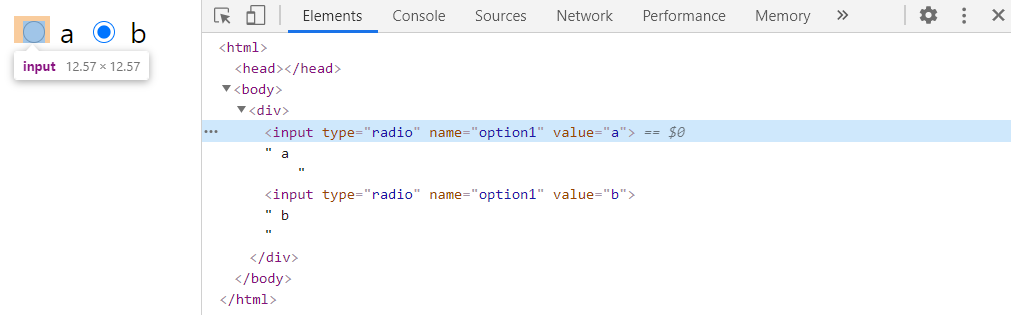 a b
input 12.57 × 12.57
Elements Console Sources Network Performance Memory »
<html>
<head></head>
▼<body>
▼<div>
… <input type="radio" name="option1" value="a"> == $0
" a
"
<input type="radio" name="option1" value="b">
" b
"
</div>
</body>
</html>